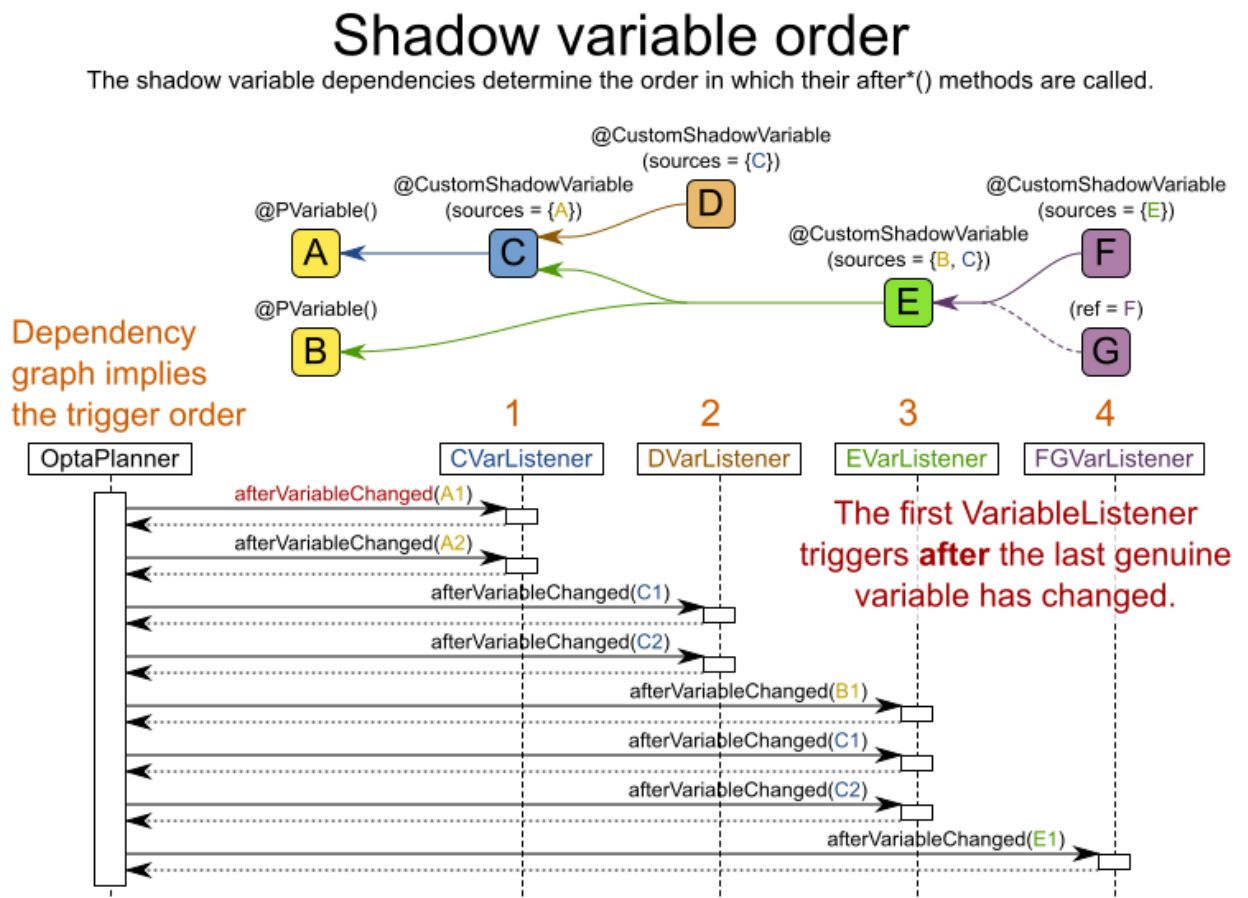 Shadow variable order
The shadow variable dependencies determine the order in which their after*() methods are called.
@CustomShadowVariable
(sources = {C})
D
@CustomShadowVariable
(sources = {A})
C
@PVariable()
A
@CustomShadowVariable
(sources = {E})
F
@CustomShadowVariable
(sources = {B, C})
E
@PVariable()
B
(ref = F)
G
Dependency
graph implies
the trigger order
1
2
3
4
OptaPlanner
CVarListener
DVarListener
EVarListener
FGVarListener
afterVariableChanged(A1)
afterVariableChanged(A2)
afterVariableChanged(C1)
afterVariableChanged(C2)
afterVariableChanged(B1)
afterVariableChanged(C1)
afterVariableChanged(C2)
afterVariableChanged(E1)
The first VariableListener
triggers after the last genuine
variable has changed.